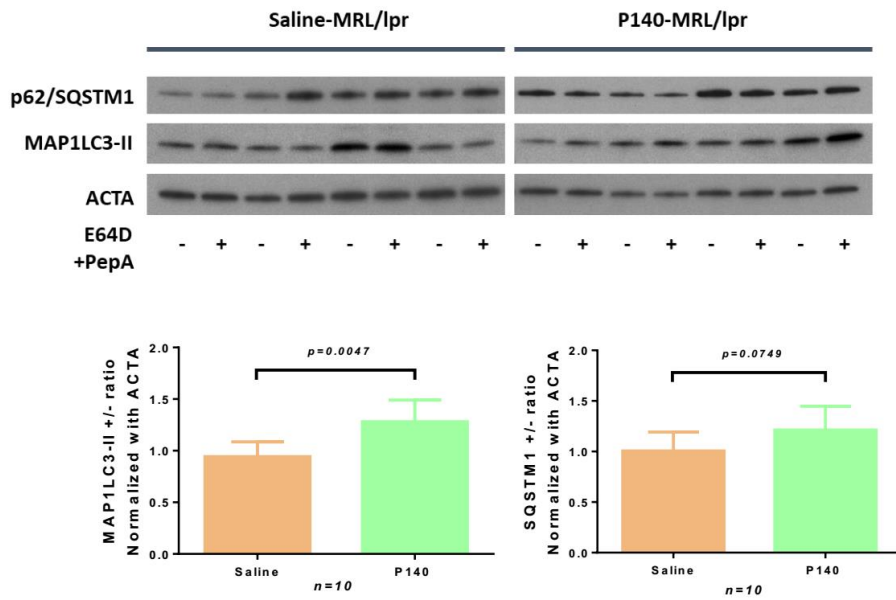 Saline-MRL/lpr P140-MRL/lpr
p62/SQSTM1
MAP1LC3-II
ACTA
E64D - + - + - + - + - + - + - + - +
+PepA
MAP1LC3-II +/- ratio
Normalized with ACTA
2.0
1.5
1.0
0.5
0.0
p=0.0047
Saline P140
n=10
SQSTM1 +/- ratio
Normalized with ACTA
2.0
1.5
1.0
0.5
0.0
p=0.0749
Saline P140
n=10